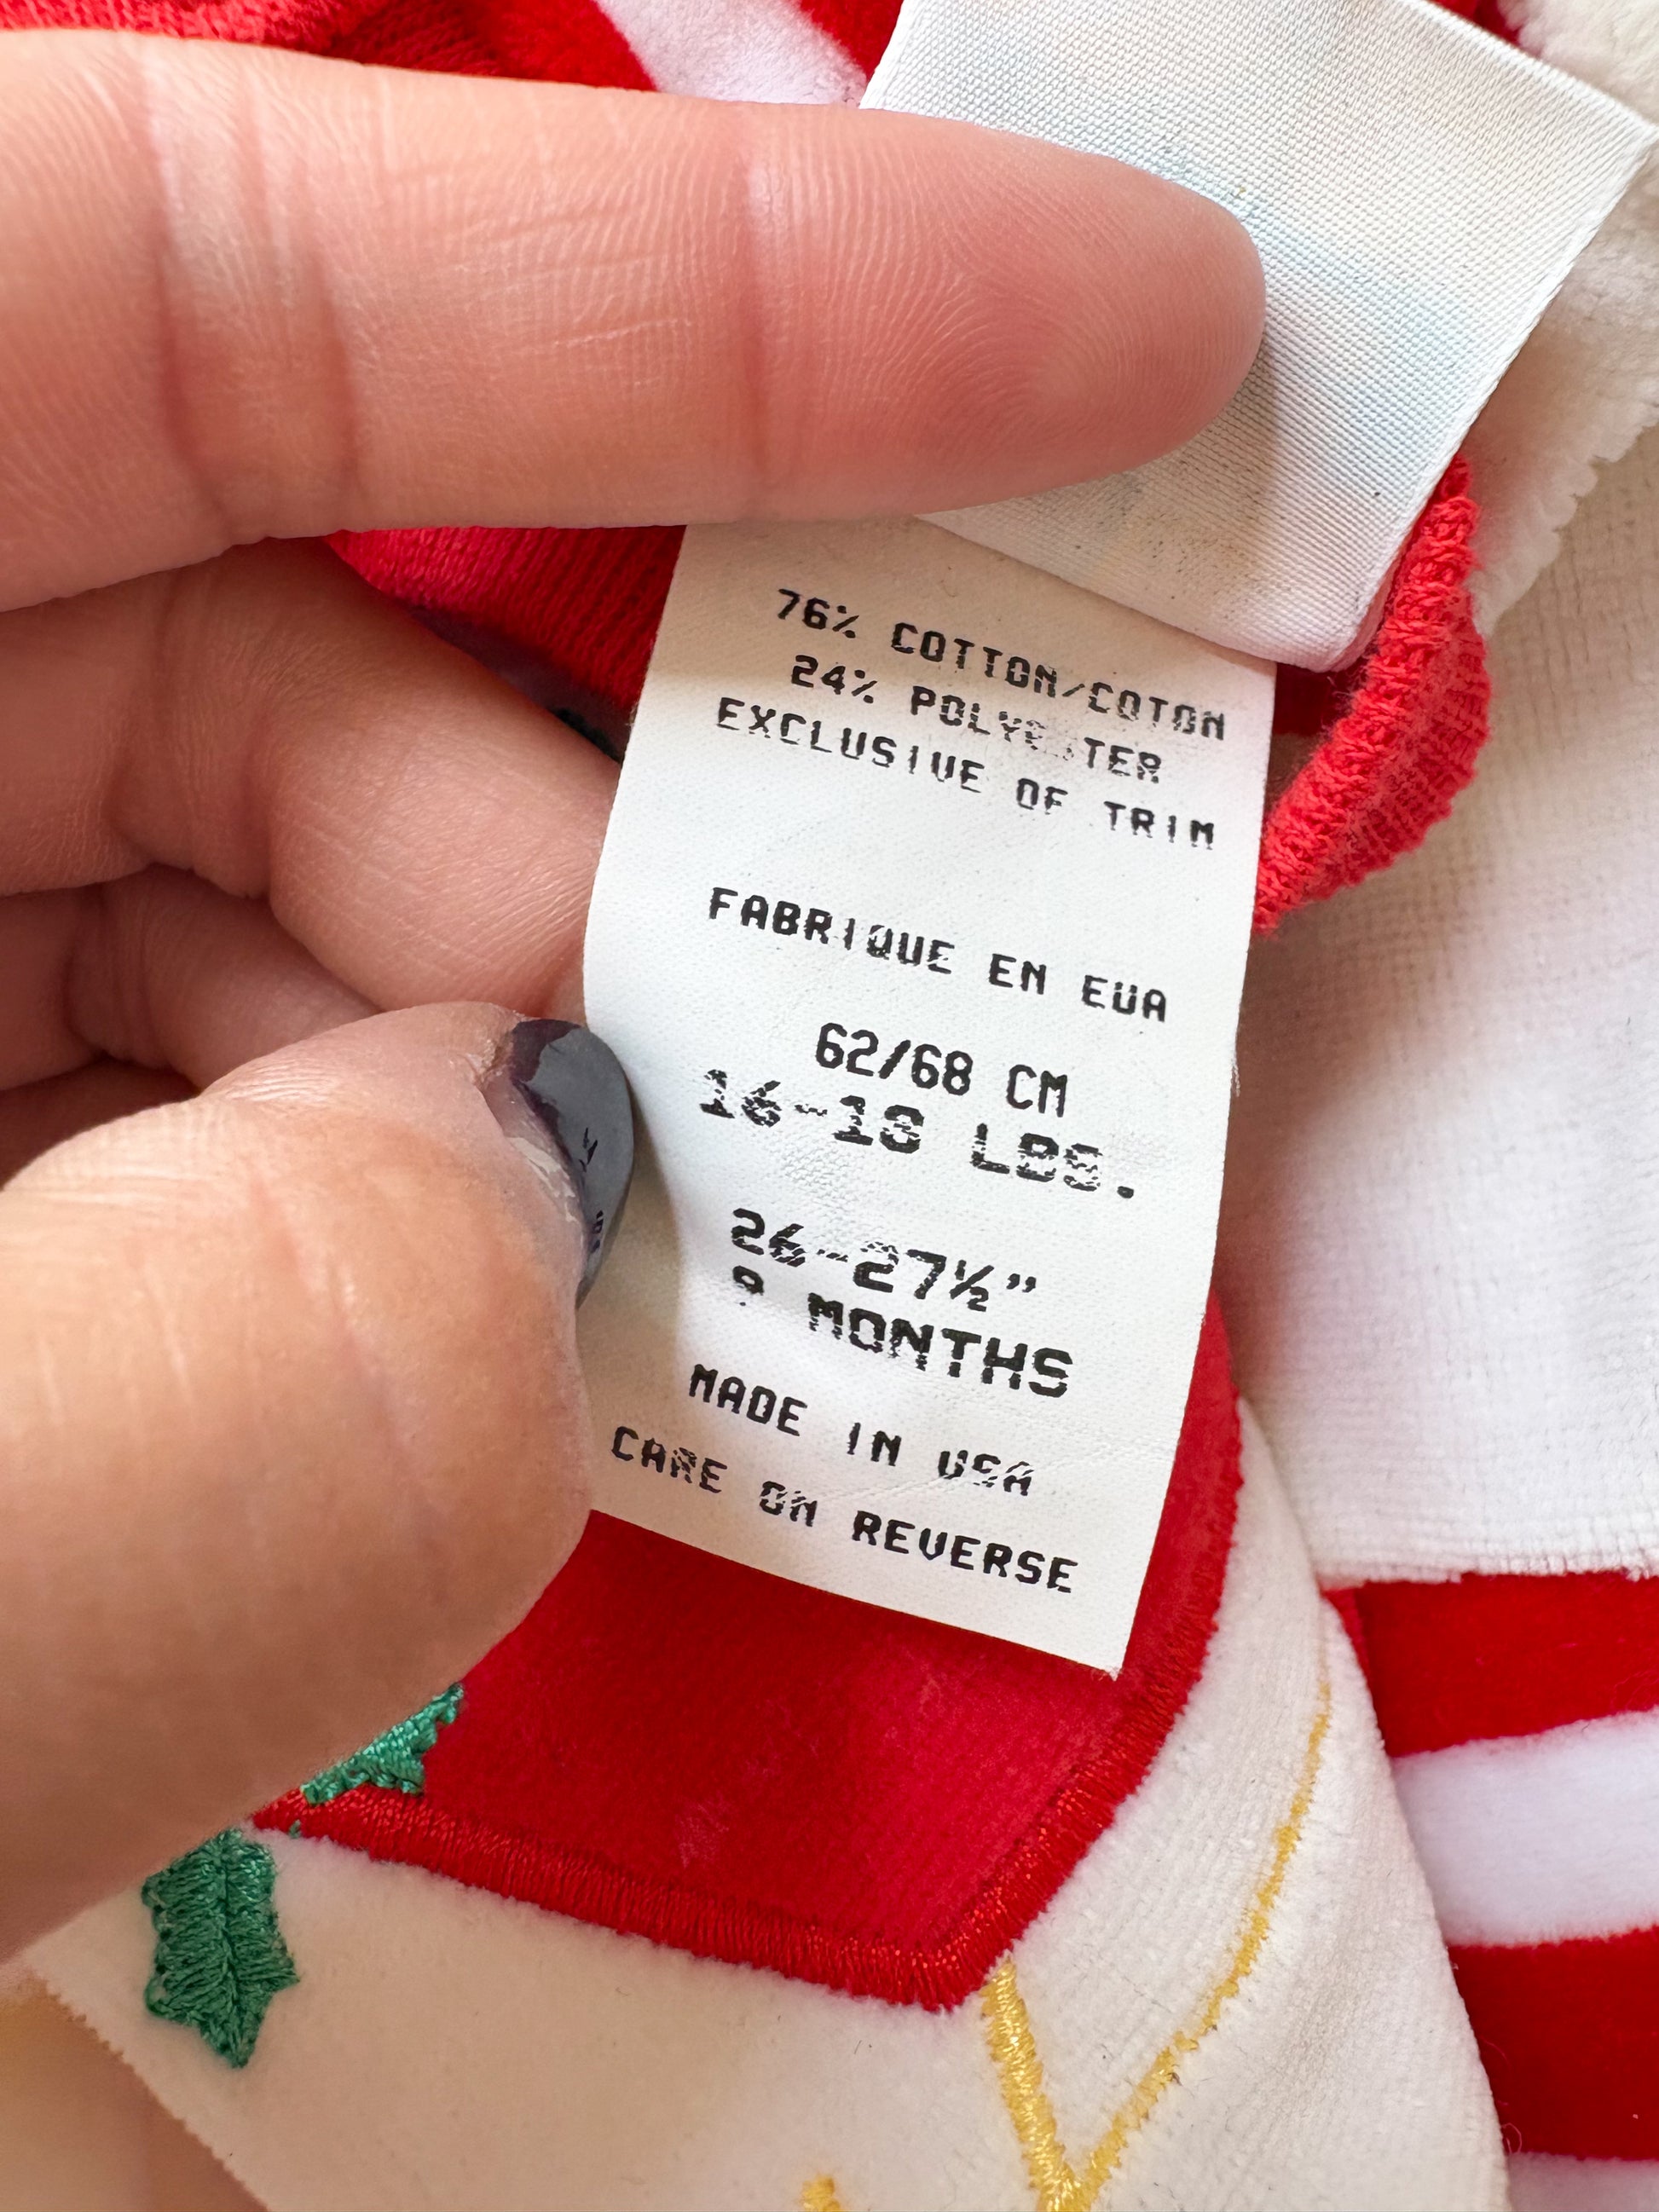 76% COTTON/COTON
24% POLYESTER
EXCLUSIVE OF TRIM
FABRIQUE EN EUA
62/68 CM
16-18 LBS.
26-27½”
MONTHS
MADE IN USA
CARE ON REVERSE